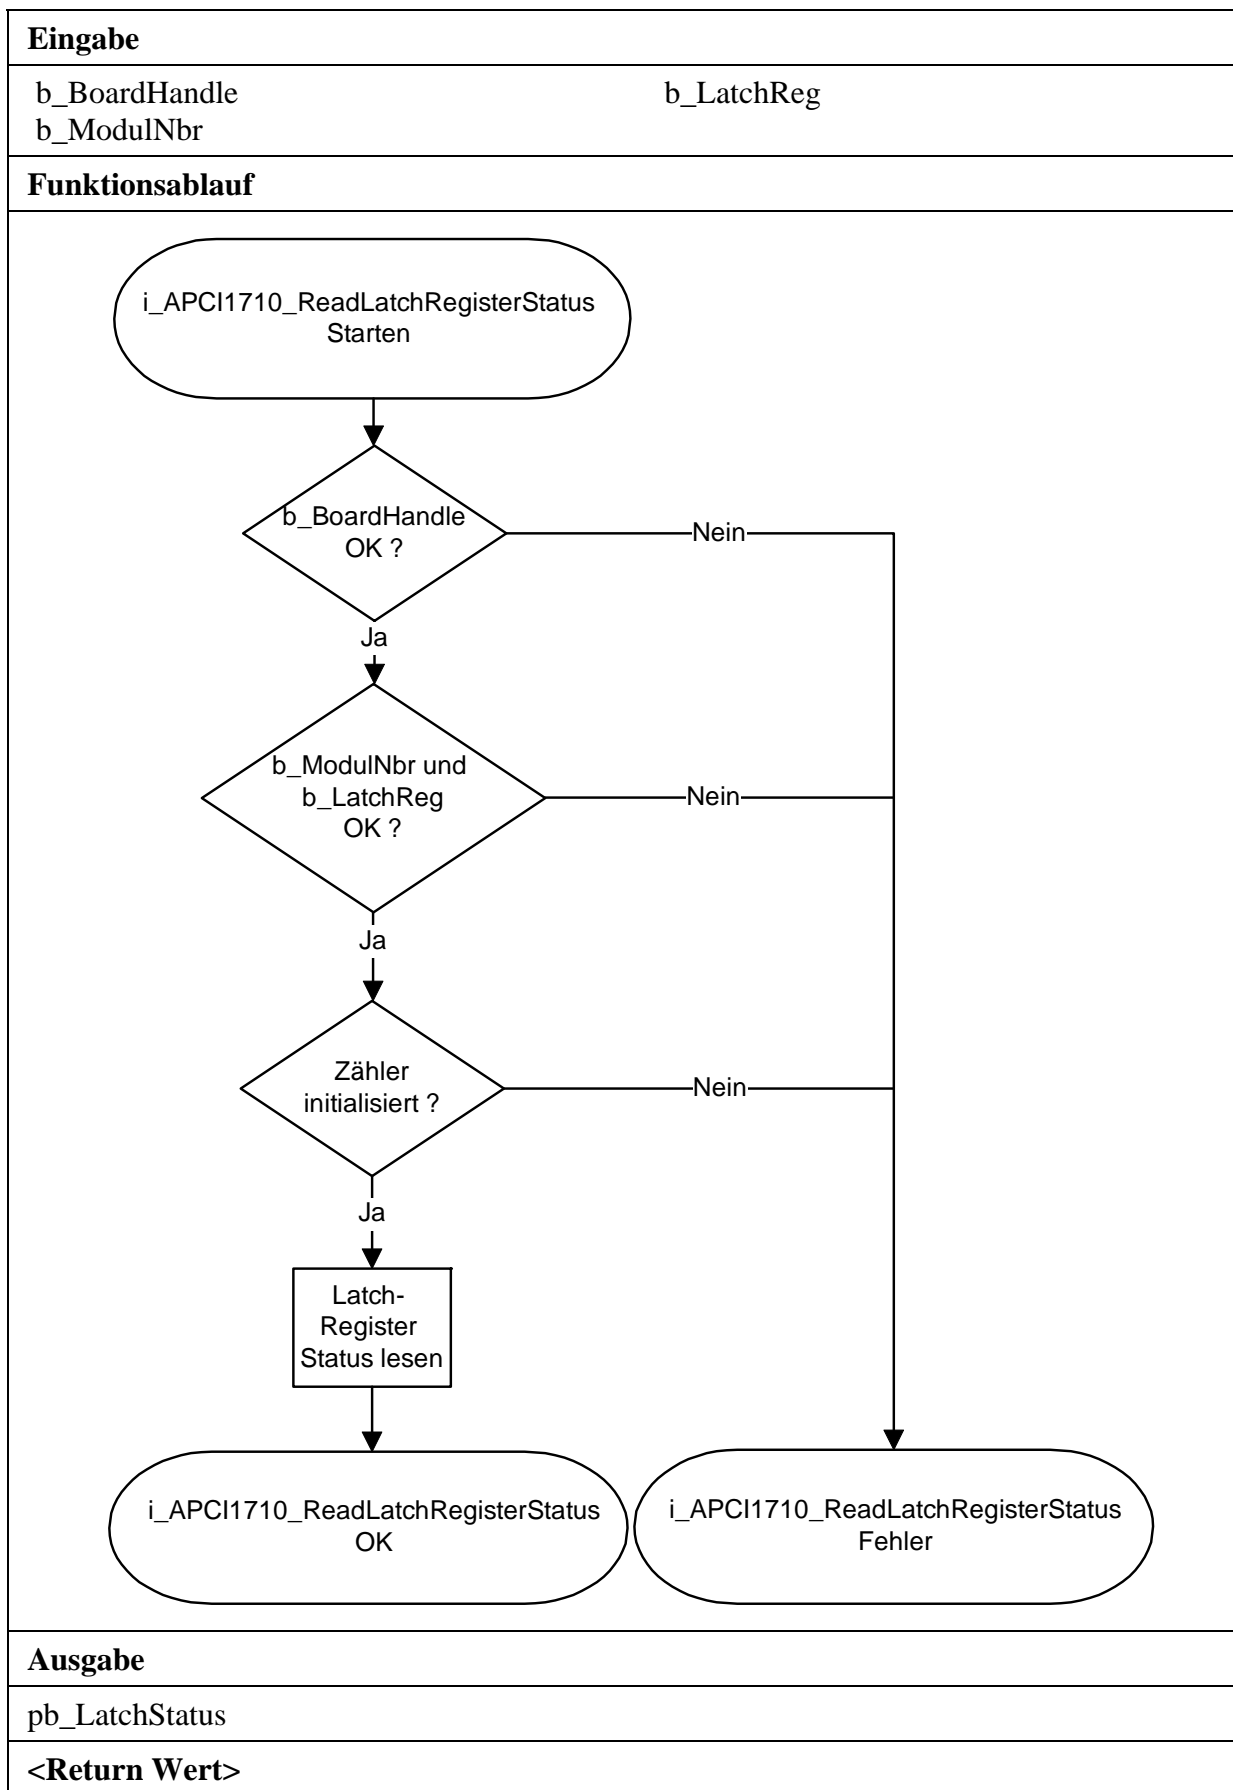 Eingabe
b_BoardHandle b_LatchReg
b_ModulNbr
Funktionsablauf
i_APCI1710_ReadLatchRegisterStatus
Starten
b_BoardHandle
OK ?
Nein
Ja
b_ModulNbr und
b_LatchReg
OK ?
Nein
Ja
Zähler
initialisiert ?
Nein
Ja
Latch-
Register
Status lesen
i_APCI1710_ReadLatchRegisterStatus
OK
i_APCI1710_ReadLatchRegisterStatus
Fehler
Ausgabe
pb_LatchStatus
<Return Wert>